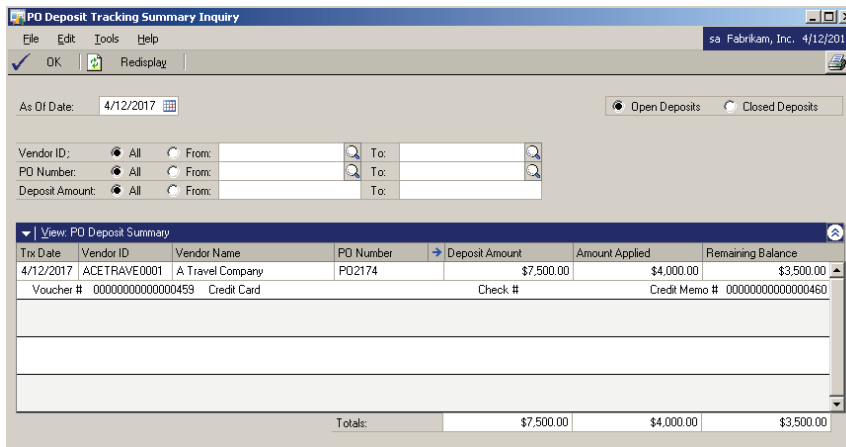 PO Deposit Tracking Summary Inquiry
File Edit Tools Help sa Fabrikam, Inc. 4/12/201
OK Redisplay
As Of Date: 4/12/2017 Open Deposits Closed Deposits
Vendor ID; All From: To:
PO Number: All From: To:
Deposit Amount: All From: To:
View: PO Deposit Summary
Trx Date Vendor ID Vendor Name PO Number Deposit Amount Amount Applied Remaining Balance
4/12/2017 ACETRAVE0001 A Travel Company PO2174 $7,500.00 $4,000.00 $3,500.00
Voucher # 00000000000000459 Credit Card Check # Credit Memo # 00000000000000460
Totals: $7,500.00 $4,000.00 $3,500.00